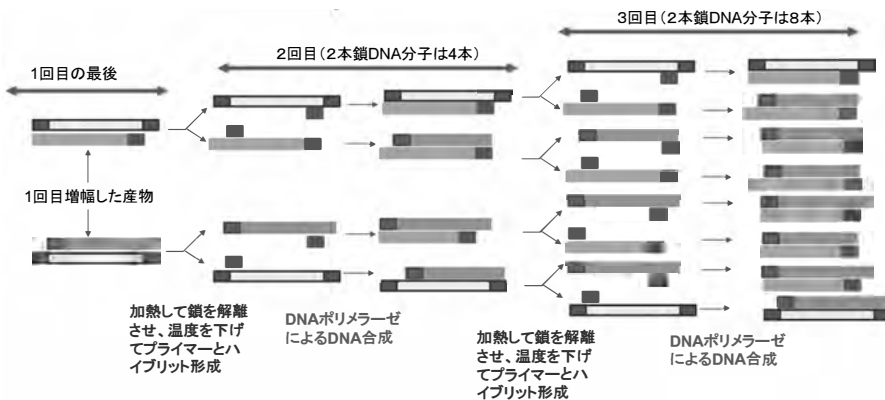 3回目(2本鎖DNA分子は8本)
2回目(2本鎖DNA分子は4本)
1回目の最後
1回目増幅した産物
加熱して鎖を解離
させ、温度を下げ
てプライマーとハ
イブリット形成
DNAポリメラーゼ
によるDNA合成
加熱して鎖を解離
させ、温度を下げ
てプライマーとハ
イブリット形成
DNAポリメラーゼ
によるDNA合成